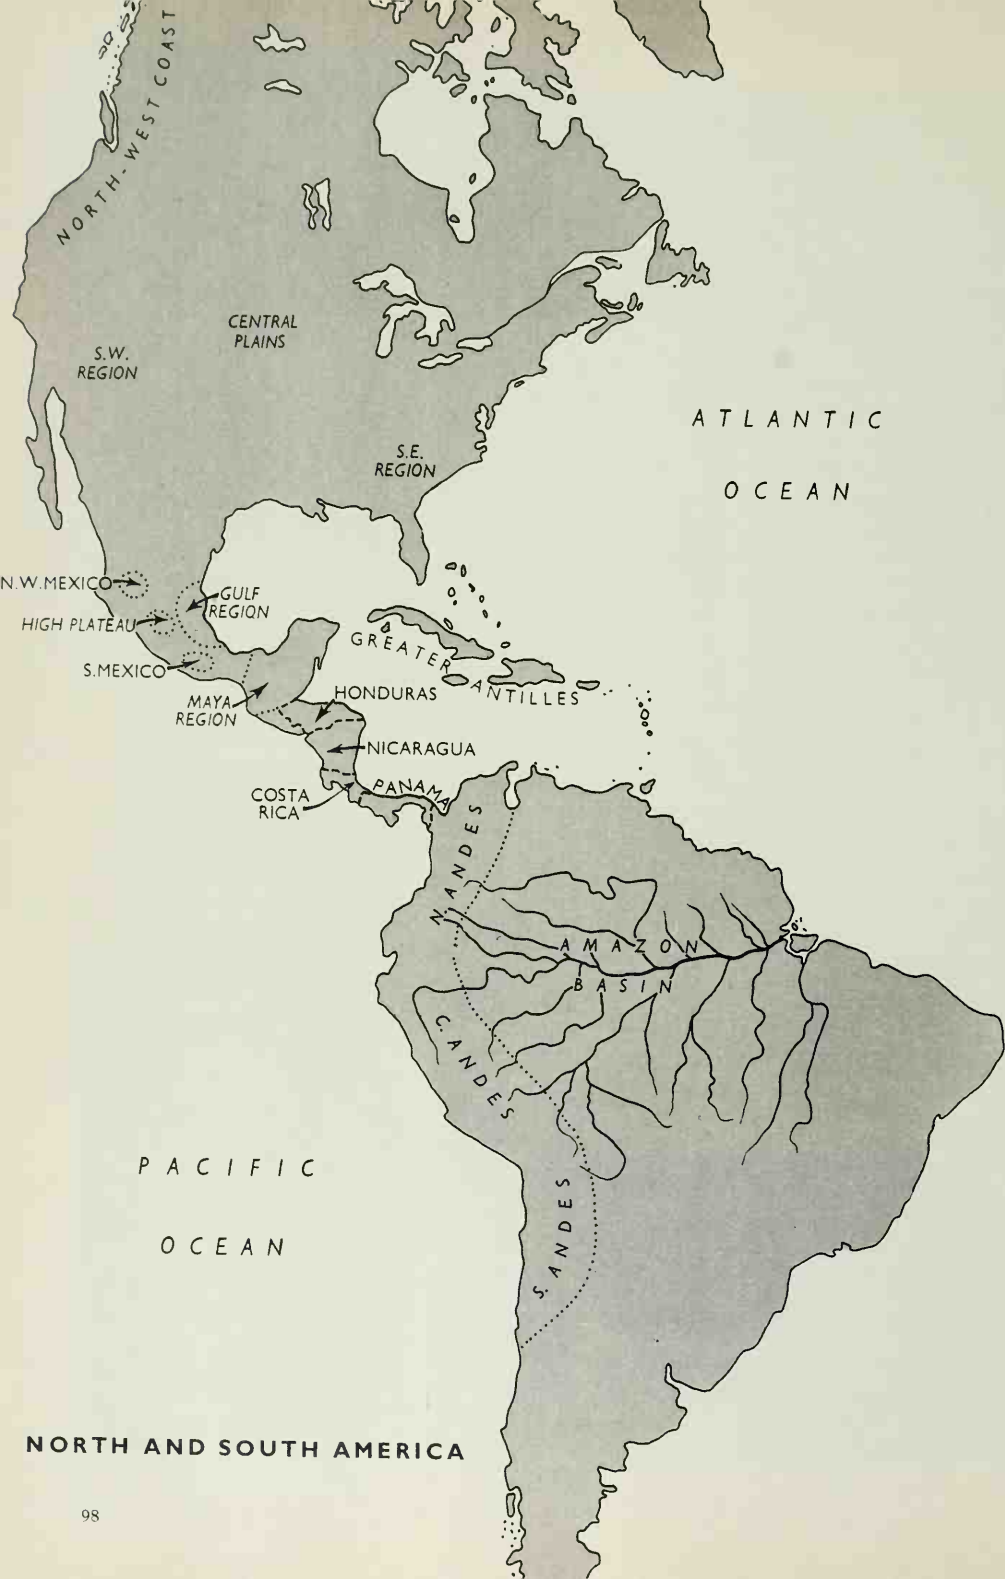 NORTH-WEST COAST
CENTRAL
PLAINS
S.W.
REGION
S.E.
REGION
ATLANTIC
OCEAN
N.W. MEXICO
GULF
REGION
HIGH PLATEAU
S. MEXICO
GREATER
ANTILLES
MAYA
REGION
HONDURAS
NICARAGUA
COSTA
RICA
PANAMA
N. ANDES
AMAZON
BASIN
C. ANDES
S. ANDES
PACIFIC
OCEAN
NORTH AND SOUTH AMERICA
98